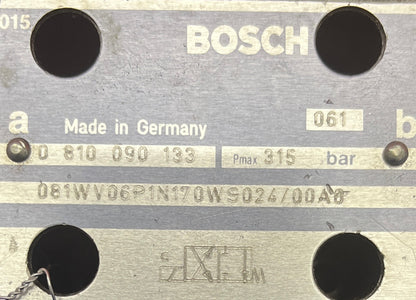 015
BOSCH
061
a Made in Germany b
0 810 090 133 Pmax 315 bar
081WV06P1N170WS024/00A0